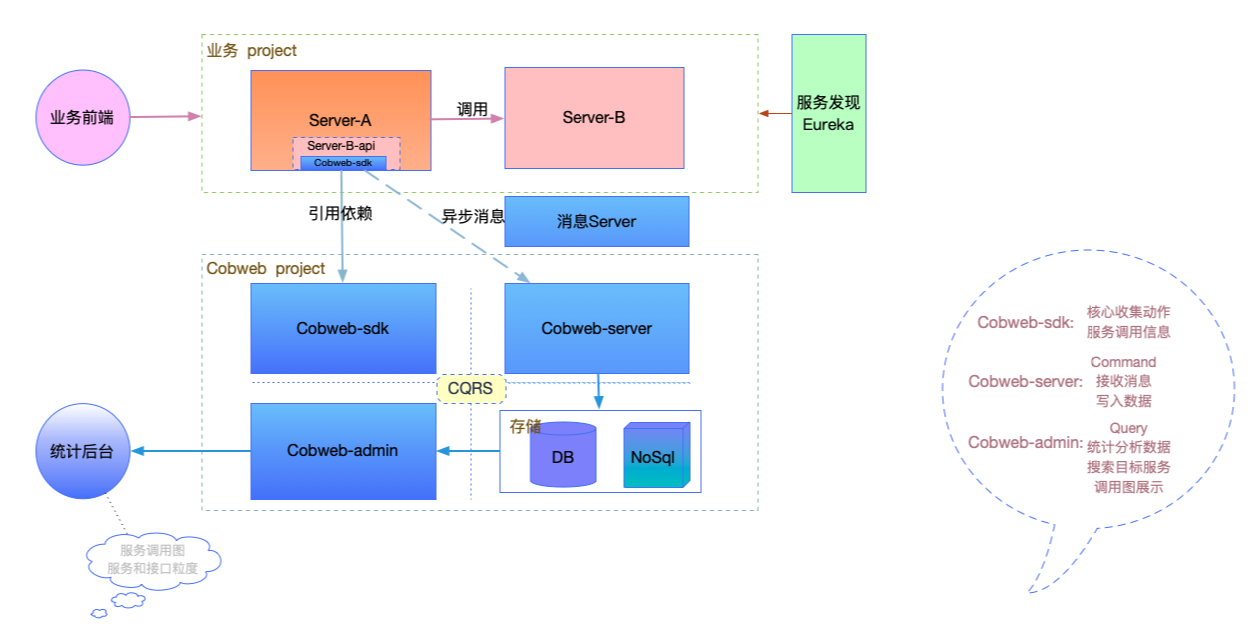 业务 project
业务前端
Server-A
Server-B-api
Cobweb-sdk
调用
Server-B
服务发现
Eureka
引用依赖
异步消息
消息Server
Cobweb project
Cobweb-sdk
Cobweb-server
CQRS
存储
DB
NoSql
Cobweb-admin
统计后台
服务调用图
服务和接口粒度
Cobweb-sdk:
核心收集动作
服务调用信息
Cobweb-server:
Command
接收消息
写入数据
Cobweb-admin:
Query
统计分析数据
搜索目标服务
调用图展示